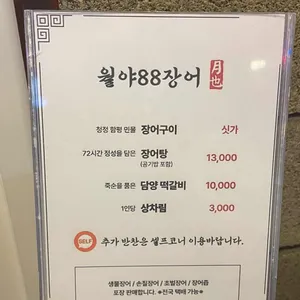 월야88장어 月也
청정 함평 민물 장어구이 싯가
72시간 정성을 담은 장어탕 13,000
(공기밥 포함)
죽순을 품은 담양 떡갈비 10,000
1인당 상차림 3,000
SELF 추가 반찬은 셀프코너 이용바랍니다.
생물장어 / 손질장어 / 초벌장어 / 장어즙
포장 판매합니다. *전국 택배 가능*